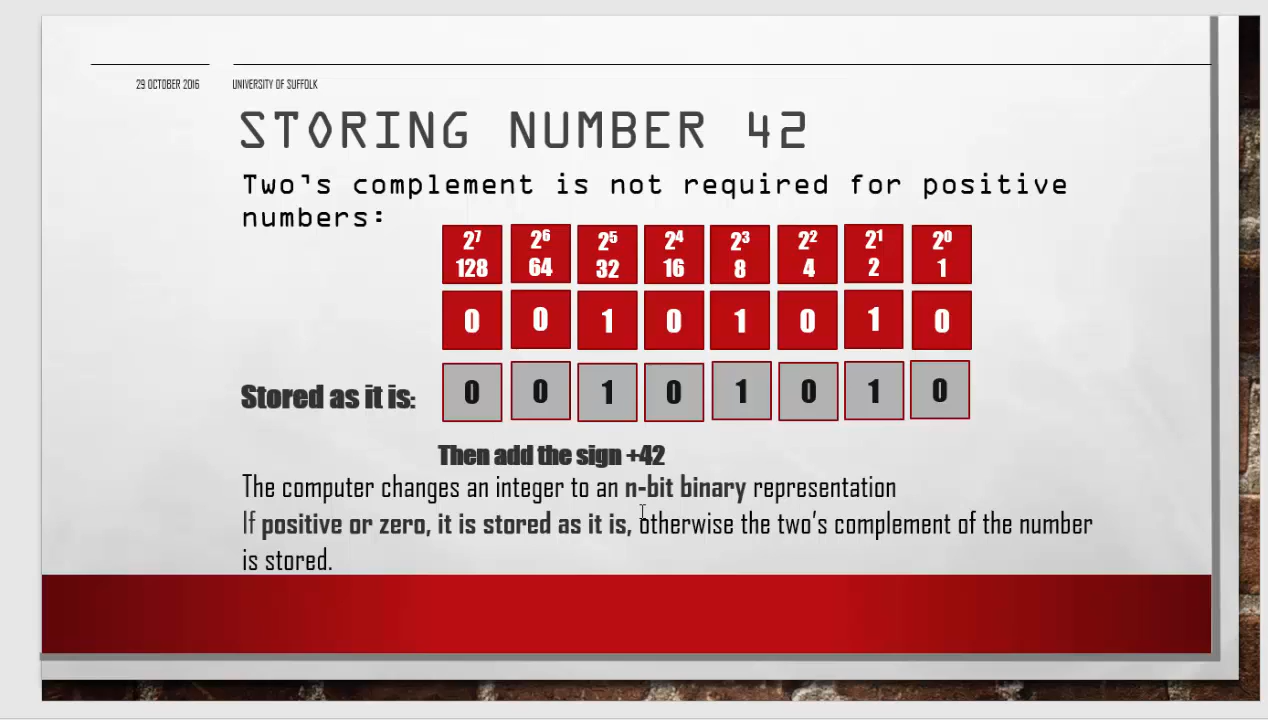 29 OCTOBER 2016 UNIVERSITY OF SUFFOLK
STORING NUMBER 42
Two's complement is not required for positive
numbers:
2⁷ 2⁶ 2⁵ 2⁴ 2³ 2² 2¹ 2⁰
128 64 32 16 8 4 2 1
0 0 1 0 1 0 1 0
Stored as it is: 0 0 1 0 1 0 1 0
Then add the sign +42
The computer changes an integer to an n-bit binary representation
If positive or zero, it is stored as it is, otherwise the two's complement of the number
is stored.